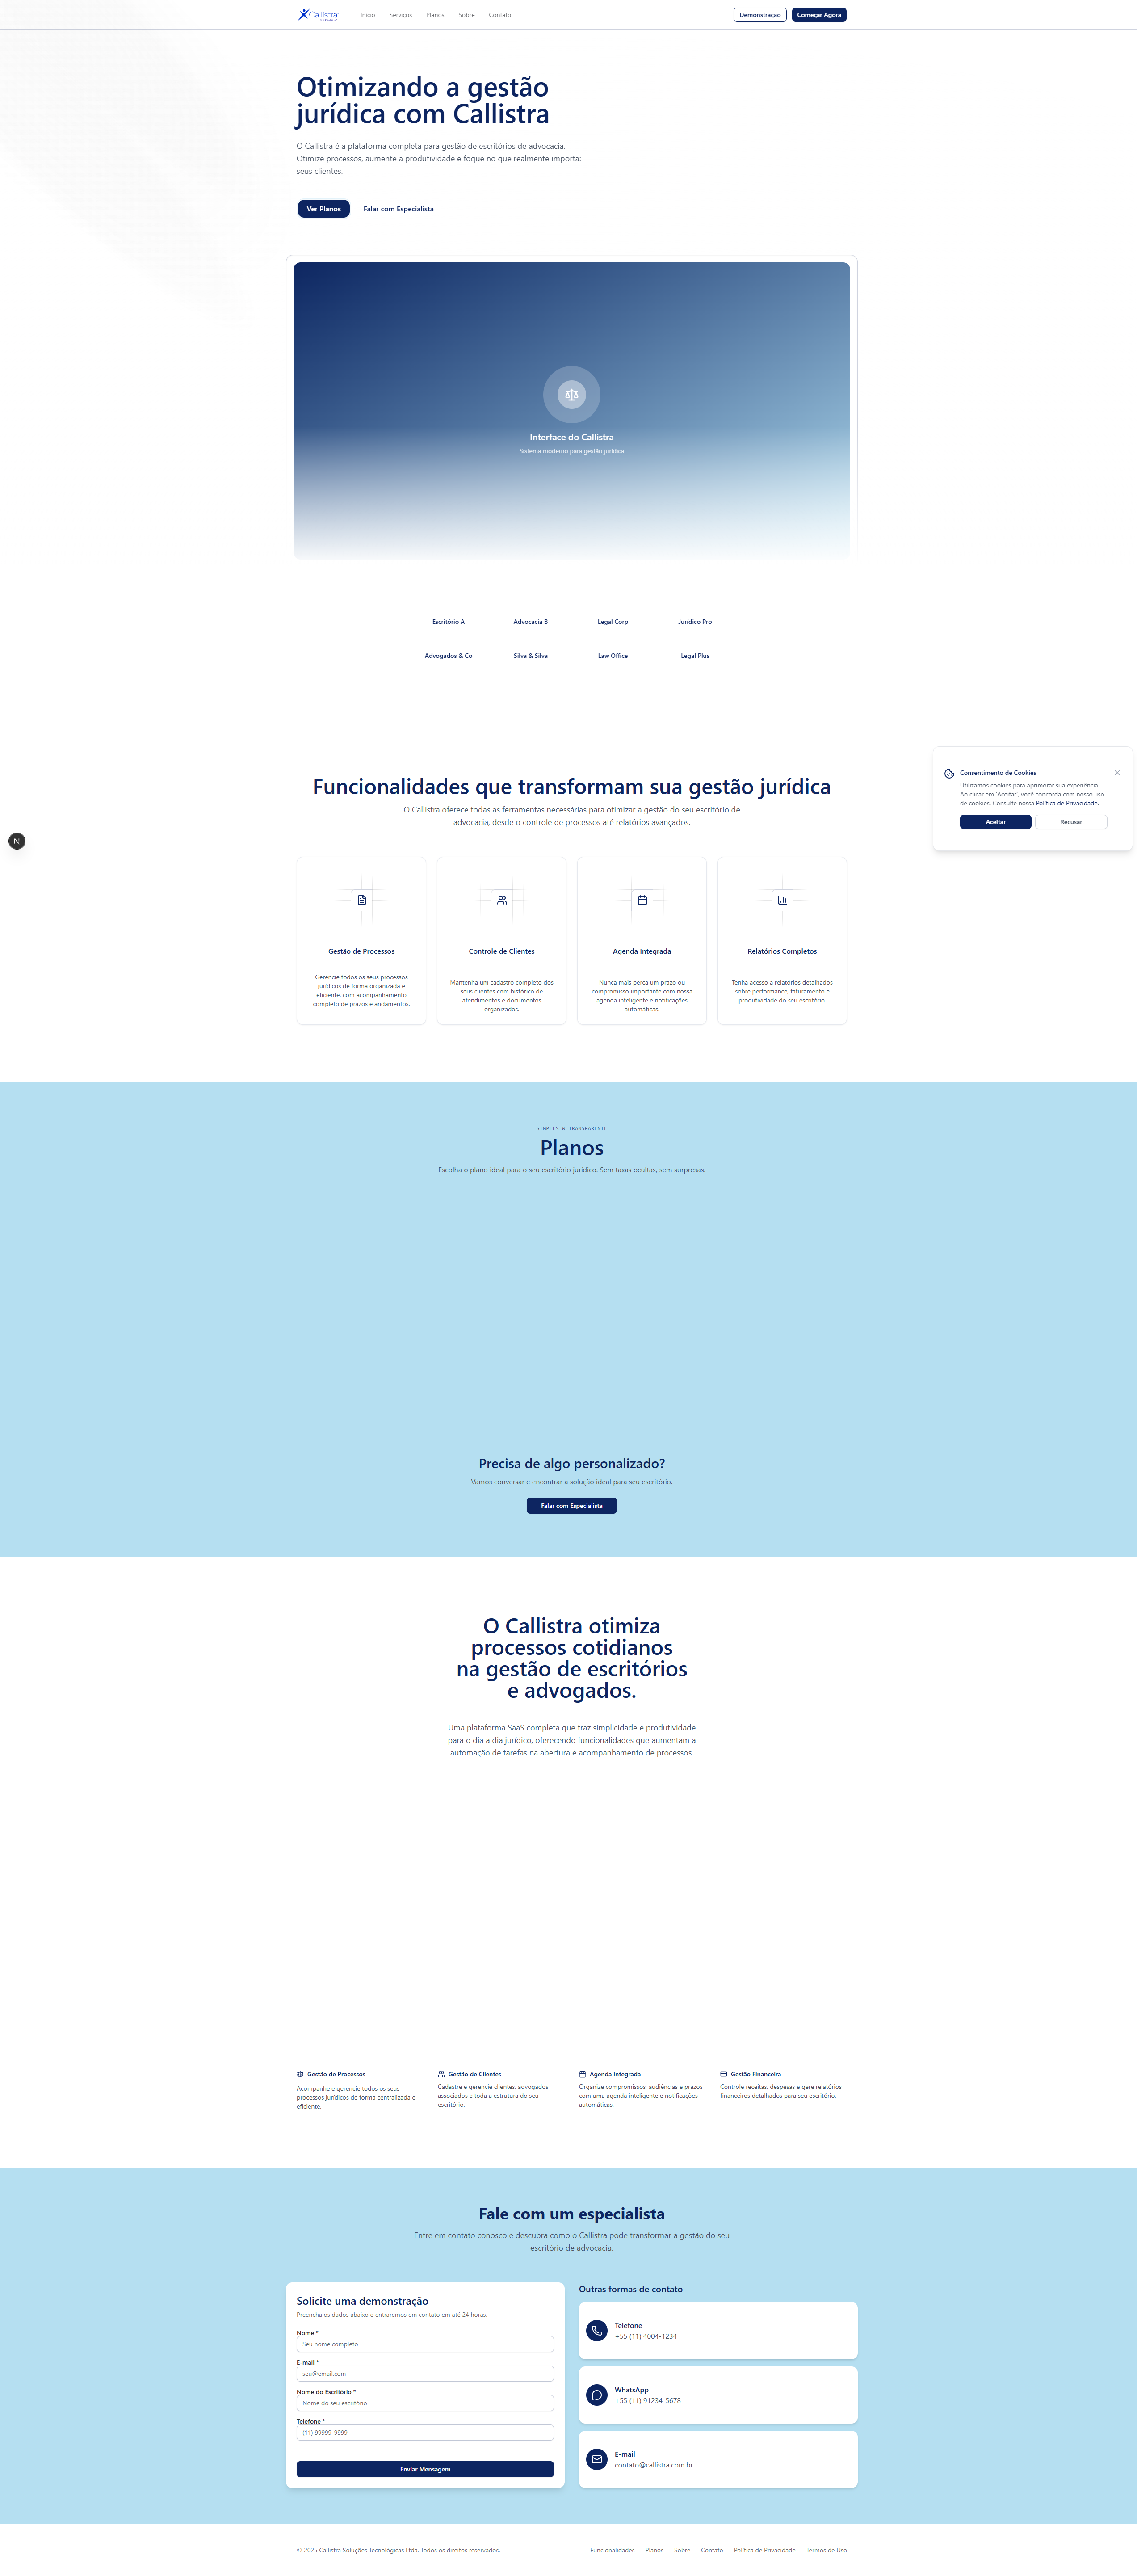 Callistra
Início
Serviços
Planos
Sobre
Contato
Demonstração
Começar Agora
Otimizando a gestão
jurídica com Callistra
O Callistra é a plataforma completa para gestão de escritórios de advocacia.
Otimize processos, aumente a produtividade e foque no que realmente importa:
seus clientes.
Ver Planos
Falar com Especialista
Interface do Callistra
Sistema moderno para gestão jurídica
Escritório A
Advocacia B
Legal Corp
Jurídico Pro
Advogados & Co
Silva & Silva
Law Office
Legal Plus
Consentimento de Cookies
Utilizamos cookies para aprimorar sua experiência.
Ao clicar em 'Aceitar', você concorda com nosso uso
de cookies. Consulte nossa Política de Privacidade.
Aceitar
Recusar
N
Funcionalidades que transformam sua gestão jurídica
O Callistra oferece todas as ferramentas necessárias para otimizar a gestão do seu escritório de
advocacia, desde o controle de processos até relatórios avançados.
Gestão de Processos
Gerencie todos os seus processos
jurídicos de forma organizada e
eficiente, com acompanhamento
completo de prazos e andamentos.
Controle de Clientes
Mantenha um cadastro completo dos
seus clientes com histórico de
atendimentos e documentos
organizados.
Agenda Integrada
Nunca mais perca um prazo ou
compromisso importante com nossa
agenda inteligente e notificações
automáticas.
Relatórios Completos
Tenha acesso a relatórios detalhados
sobre performance, faturamento e
produtividade do seu escritório.
SIMPLES & TRANSPARENTE
Planos
Escolha o plano ideal para o seu escritório jurídico. Sem taxas ocultas, sem surpresas.
Precisa de algo personalizado?
Vamos conversar e encontrar a solução ideal para seu escritório.
Falar com Especialista
O Callistra otimiza
processos cotidianos
na gestão de escritórios
e advogados.
Uma plataforma SaaS completa que traz simplicidade e produtividade
para o dia a dia jurídico, oferecendo funcionalidades que aumentam a
automação de tarefas na abertura e acompanhamento de processos.
Gestão de Processos
Acompanhe e gerencie todos os seus
processos jurídicos de forma centralizada e
eficiente.
Gestão de Clientes
Cadastre e gerencie clientes, advogados
associados e toda a estrutura do seu
escritório.
Agenda Integrada
Organize compromissos, audiências e prazos
com uma agenda inteligente e notificações
automáticas.
Gestão Financeira
Controle receitas, despesas e gere relatórios
financeiros detalhados para seu escritório.
Fale com um especialista
Entre em contato conosco e descubra como o Callistra pode transformar a gestão do seu
escritório de advocacia.
Solicite uma demonstração
Preencha os dados abaixo e entraremos em contato em até 24 horas.
Nome *
Seu nome completo
E-mail *
seu@email.com
Nome do Escritório *
Nome do seu escritório
Telefone *
(11) 99999-9999
Enviar Mensagem
Outras formas de contato
Telefone
+55 (11) 4004-1234
WhatsApp
+55 (11) 91234-5678
E-mail
contato@callistra.com.br
© 2025 Callistra Soluções Tecnológicas Ltda. Todos os direitos reservados.
Funcionalidades
Planos
Sobre
Contato
Política de Privacidade
Termos de Uso